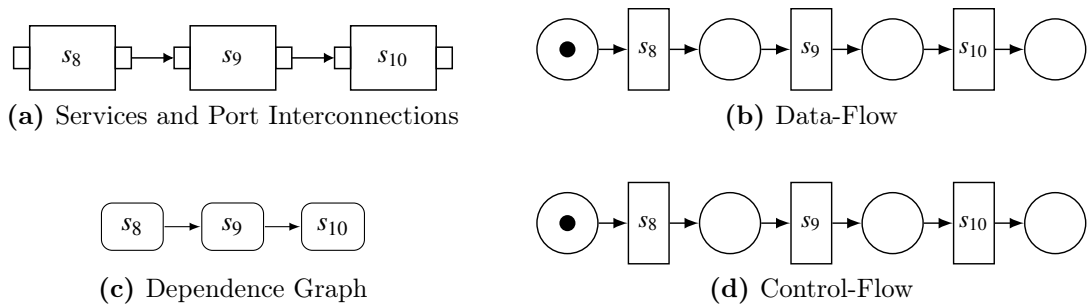 s8 s9 s10
(a) Services and Port Interconnections
s8 s9 s10
(b) Data-Flow
s8 s9 s10
(c) Dependence Graph
s8 s9 s10
(d) Control-Flow